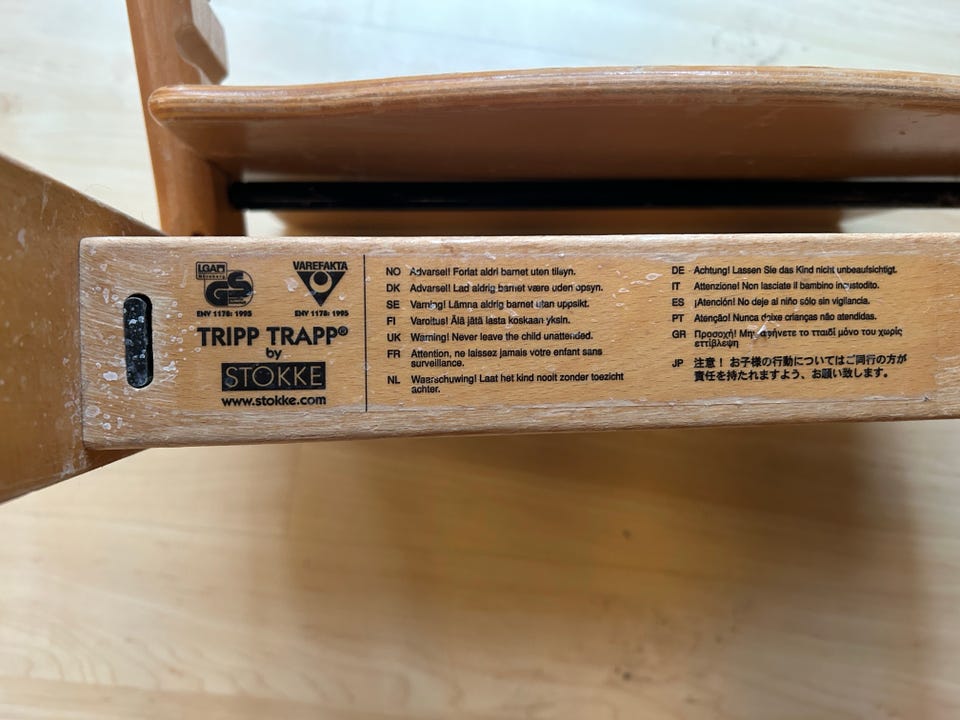 LGA
Nürnberg
GS
ENV 1178: 1995
VAREFAKTA
ENV 1178: 1995
TRIPP TRAPP®
by
STOKKE
www.stokke.com
NO Advarsel! Forlat aldri barnet uten tilsyn.
DK Advarsel! Lad aldrig barnet være uden opsyn.
SE Varning! Lämna aldrig barnet utan uppsikt.
FI Varoitus! Älä jätä lasta koskaan yksin.
UK Warning! Never leave the child unattended.
FR Attention, ne laissez jamais votre enfant sans
surveillance.
NL Waarschuwing! Laat het kind nooit zonder toezicht
achter.
DE Achtung! Lassen Sie das Kind nicht unbeaufsichtigt.
IT Attenzione! Non lasciate il bambino incustodito.
ES ¡Atención! No deje al niño sólo sin vigilancia.
PT Atenção! Nunca deixe crianças não atendidas.
GR Προσοχή! Μην αφήνετε το τταιδί μόνο του χωρίς
εττίβλεψη
JP 注意! お子様の行動についてはご同行の方が
責任を持たれますよう、お願い致します。